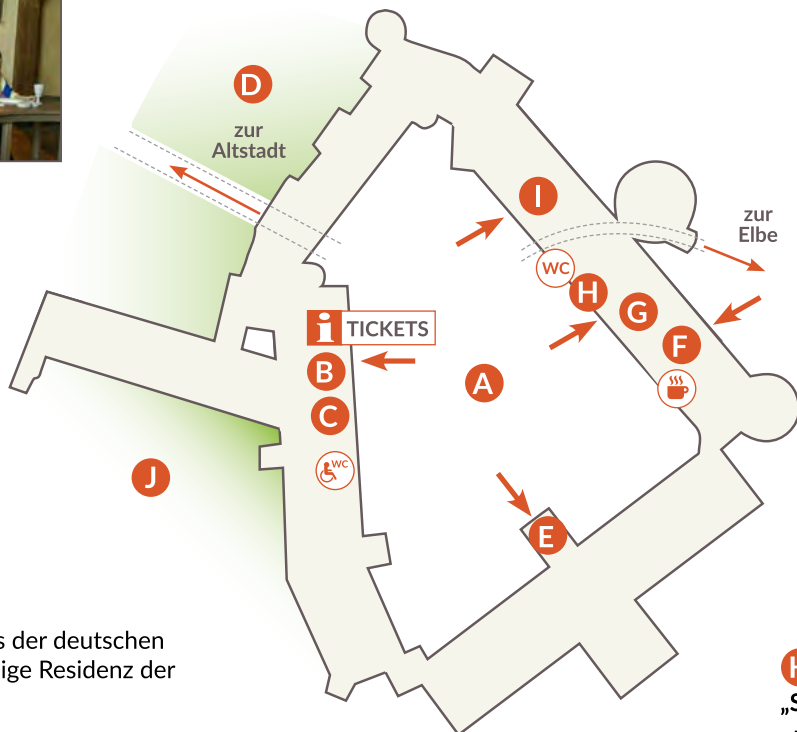 D
zur
Altstadt
I
zur
Elbe
WC
H
G
F
i TICKETS
B
A
C
WC
J
E
s der deutschen
ige Residenz der
H
„S